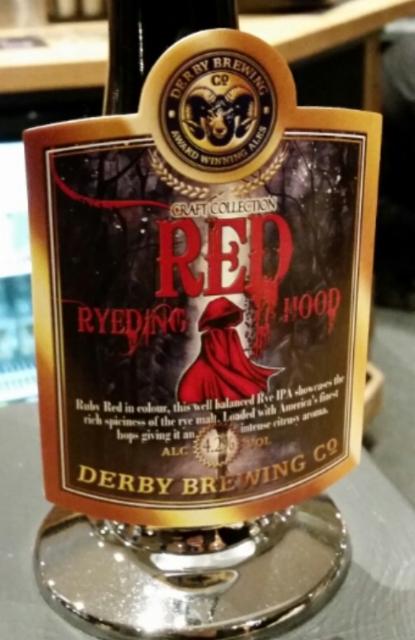 DERBY BREWING
Cº
AWARD WINNING ALES
CRAFT COLLECTION
RED
RYEDING HOOD
Ruby Red in colour, this well balanced Rye IPA showcases the
rich spiciness of the rye malt. Loaded with America's finest
hops giving it an intense citrusy aroma.
ALC VOL
DERBY BREWING Cº